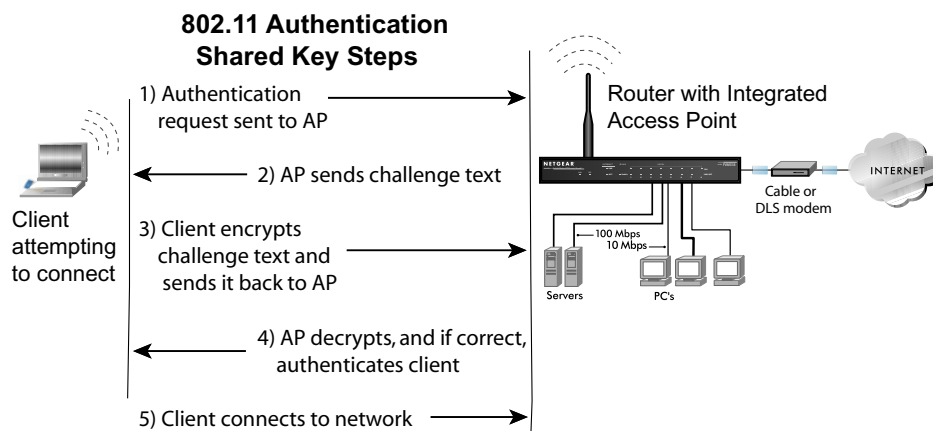 802.11 Authentication
Shared Key Steps
1) Authentication
request sent to AP
2) AP sends challenge text
3) Client encrypts
challenge text and
sends it back to AP
4) AP decrypts, and if correct,
authenticates client
5) Client connects to network
Client
attempting
to connect
Router with Integrated
Access Point
NETGEAR
Cable or
DLS modem
INTERNET
100 Mbps
10 Mbps
Servers
PC's